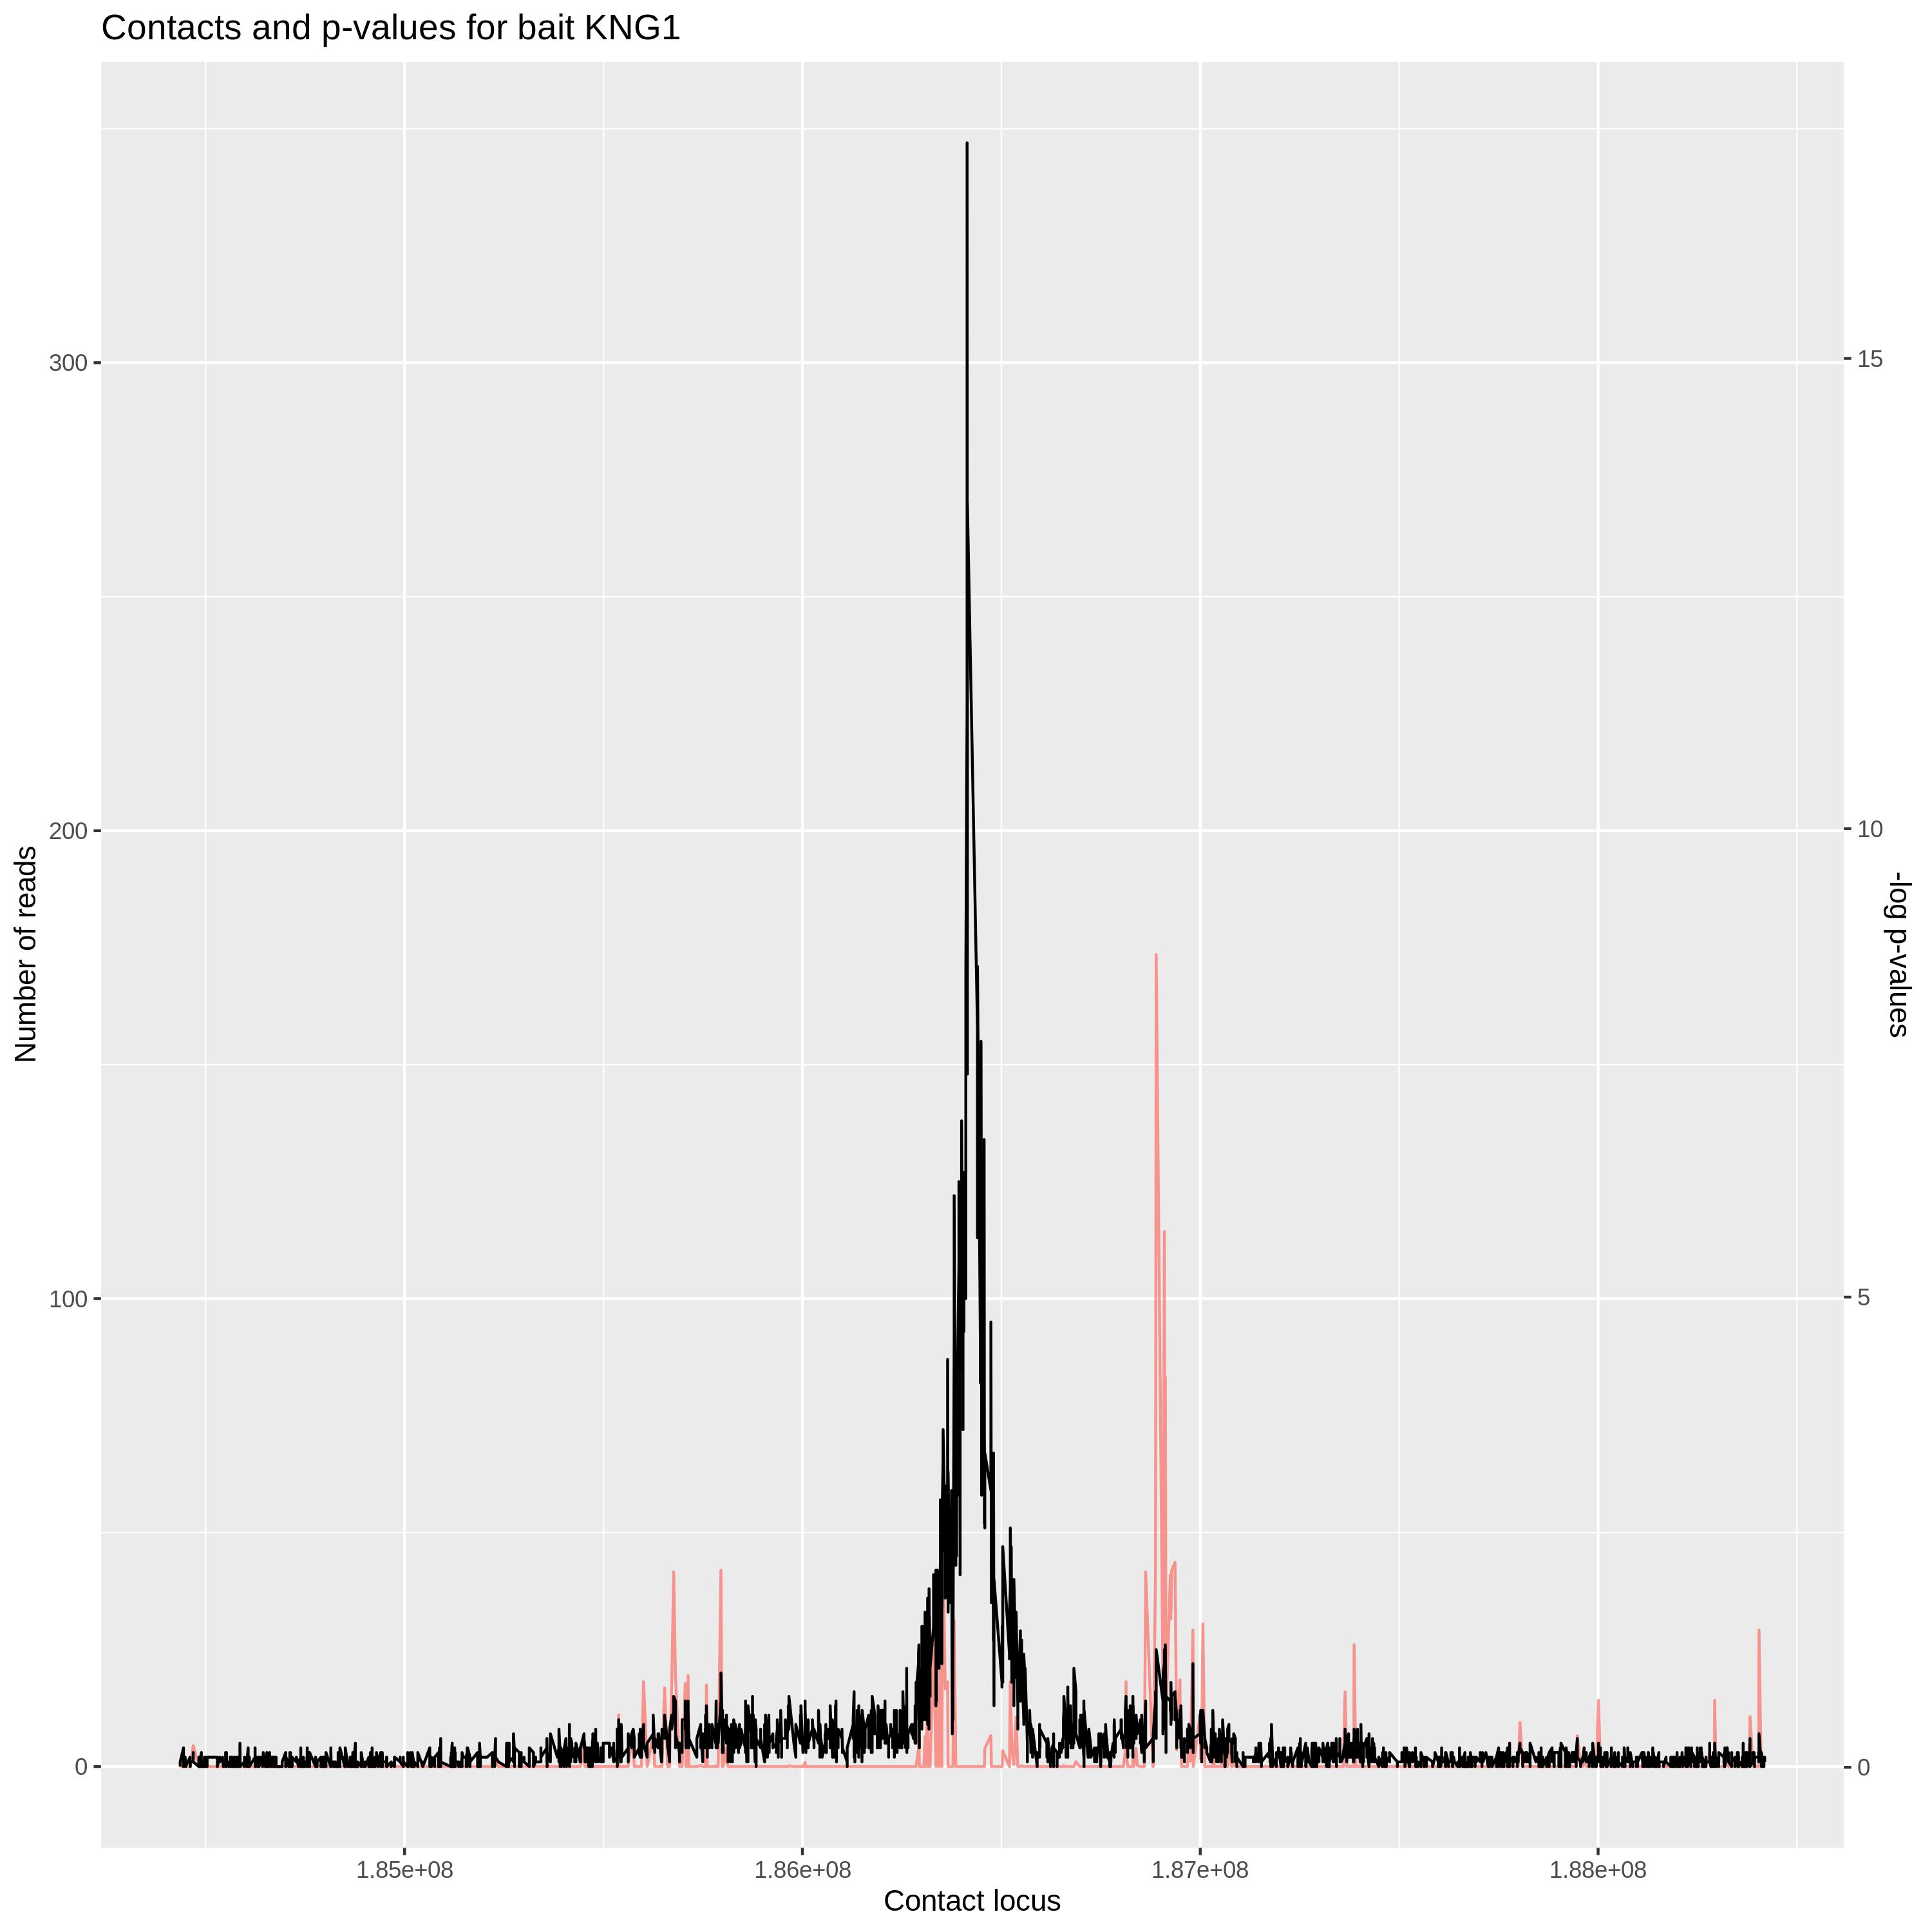 Contacts and p-values for bait KNG1
Number of reads
300
200
100
0
15
10
5
0
-log p-values
1.85e+08 1.86e+08 1.87e+08 1.88e+08
Contact locus